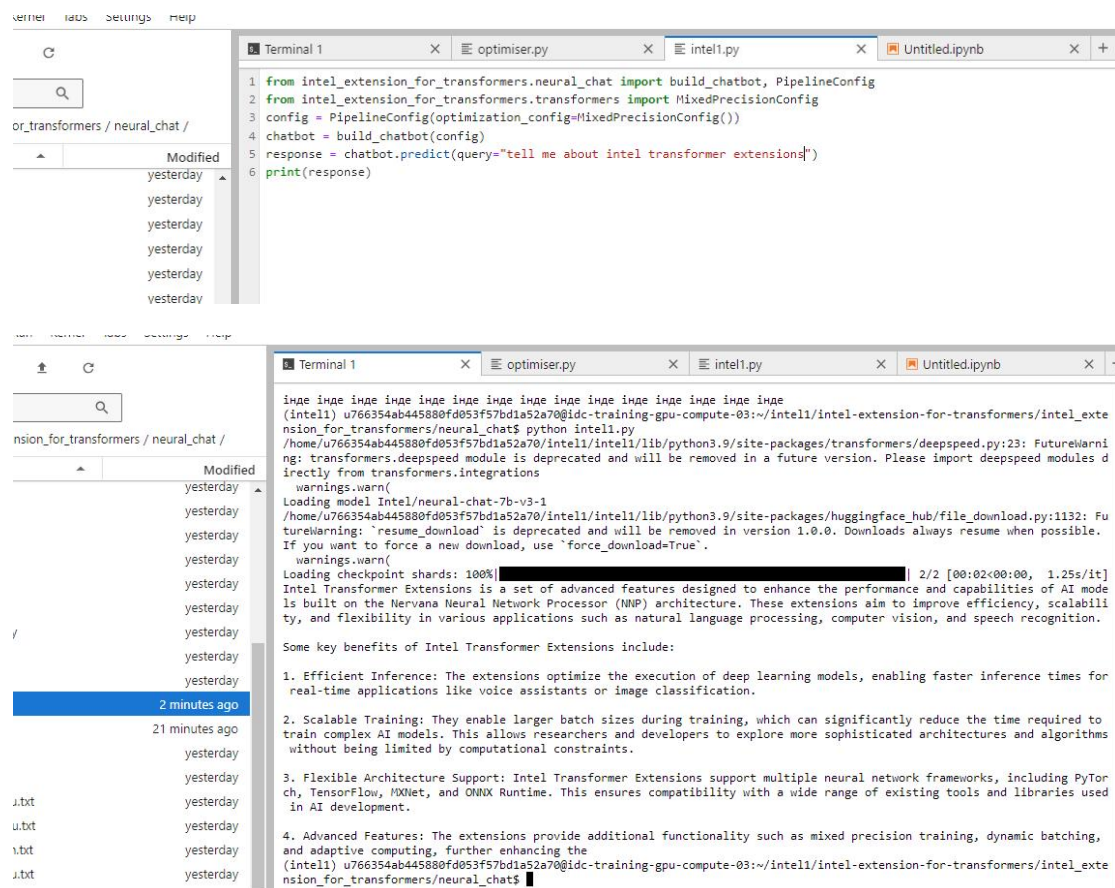 Kernel Tabs Settings Help
Terminal 1 optimiser.py intel1.py Untitled.ipynb
or_transformers / neural_chat /
Modified
yesterday
yesterday
yesterday
yesterday
yesterday
yesterday
1 from intel_extension_for_transformers.neural_chat import build_chatbot, PipelineConfig
2 from intel_extension_for_transformers.transformers import MixedPrecisionConfig
3 config = PipelineConfig(optimization_config=MixedPrecisionConfig())
4 chatbot = build_chatbot(config)
5 response = chatbot.predict(query="tell me about intel transformer extensions")
6 print(response)
Kernel Tabs Settings Help
Terminal 1 optimiser.py intel1.py Untitled.ipynb
nsion_for_transformers / neural_chat /
Modified
yesterday
yesterday
yesterday
yesterday
yesterday
yesterday
y yesterday
yesterday
yesterday
2 minutes ago
21 minutes ago
yesterday
yesterday
u.txt yesterday
u.txt yesterday
n.txt yesterday
u.txt yesterday
інде інде інде інде інде інде інде інде інде інде інде інде інде інде інде
(intel1) u766354ab445880fd053f57bd1a52a70@idc-training-gpu-compute-03:~/intel1/intel-extension-for-transformers/intel_exte
nsion_for_transformers/neural_chat$ python intel1.py
/home/u766354ab445880fd053f57bd1a52a70/intel1/intel1/lib/python3.9/site-packages/transformers/deepspeed.py:23: FutureWarni
ng: transformers.deepspeed module is deprecated and will be removed in a future version. Please import deepspeed modules d
irectly from transformers.integrations
warnings.warn(
Loading model Intel/neural-chat-7b-v3-1
/home/u766354ab445880fd053f57bd1a52a70/intel1/intel1/lib/python3.9/site-packages/huggingface_hub/file_download.py:1132: Fu
tureWarning: `resume_download` is deprecated and will be removed in version 1.0.0. Downloads always resume when possible.
If you want to force a new download, use `force_download=True`.
warnings.warn(
Loading checkpoint shards: 100%| | 2/2 [00:02<00:00, 1.25s/it]
Intel Transformer Extensions is a set of advanced features designed to enhance the performance and capabilities of AI mode
ls built on the Nervana Neural Network Processor (NNP) architecture. These extensions aim to improve efficiency, scalabili
ty, and flexibility in various applications such as natural language processing, computer vision, and speech recognition.
Some key benefits of Intel Transformer Extensions include:
1. Efficient Inference: The extensions optimize the execution of deep learning models, enabling faster inference times for
real-time applications like voice assistants or image classification.
2. Scalable Training: They enable larger batch sizes during training, which can significantly reduce the time required to
train complex AI models. This allows researchers and developers to explore more sophisticated architectures and algorithms
without being limited by computational constraints.
3. Flexible Architecture Support: Intel Transformer Extensions support multiple neural network frameworks, including PyTor
ch, TensorFlow, MXNet, and ONNX Runtime. This ensures compatibility with a wide range of existing tools and libraries used
in AI development.
4. Advanced Features: The extensions provide additional functionality such as mixed precision training, dynamic batching,
and adaptive computing, further enhancing the
(intel1) u766354ab445880fd053f57bd1a52a70@idc-training-gpu-compute-03:~/intel1/intel-extension-for-transformers/intel_exte
nsion_for_transformers/neural_chat$